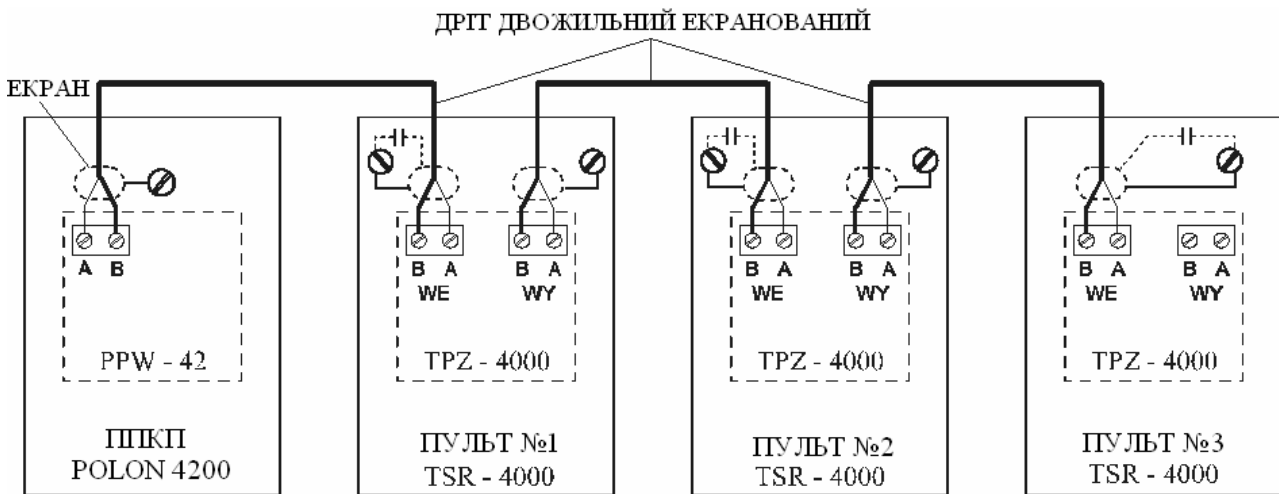 ДРІТ ДВОЖИЛЬНИЙ ЕКРАНОВАНИЙ
ЕКРАН
A B
B A
B A
B A
B A
B A
B A
WE
WY
WE
WY
WE
WY
PPW - 42
TPZ - 4000
TPZ - 4000
TPZ - 4000
ППКП
POLON 4200
ПУЛЬТ №1
TSR - 4000
ПУЛЬТ №2
TSR - 4000
ПУЛЬТ №3
TSR - 4000